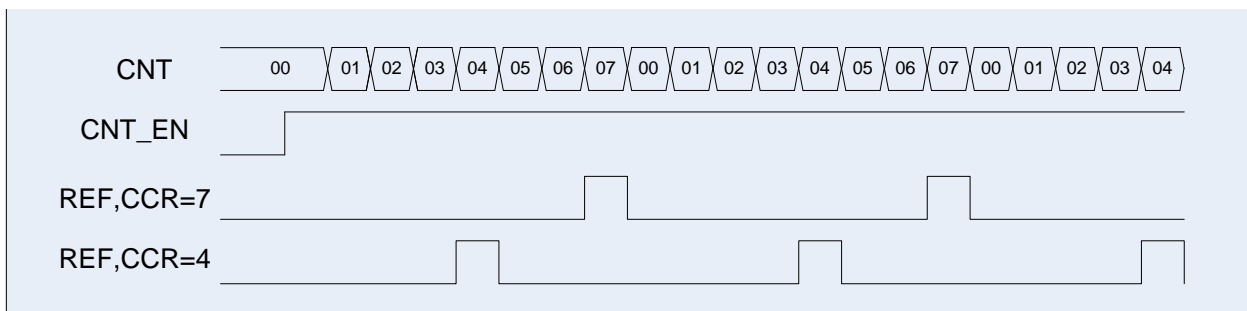 CNT 00 01 02 03 04 05 06 07 00 01 02 03 04 05 06 07 00 01 02 03 04
CNT_EN
REF,CCR=7
REF,CCR=4